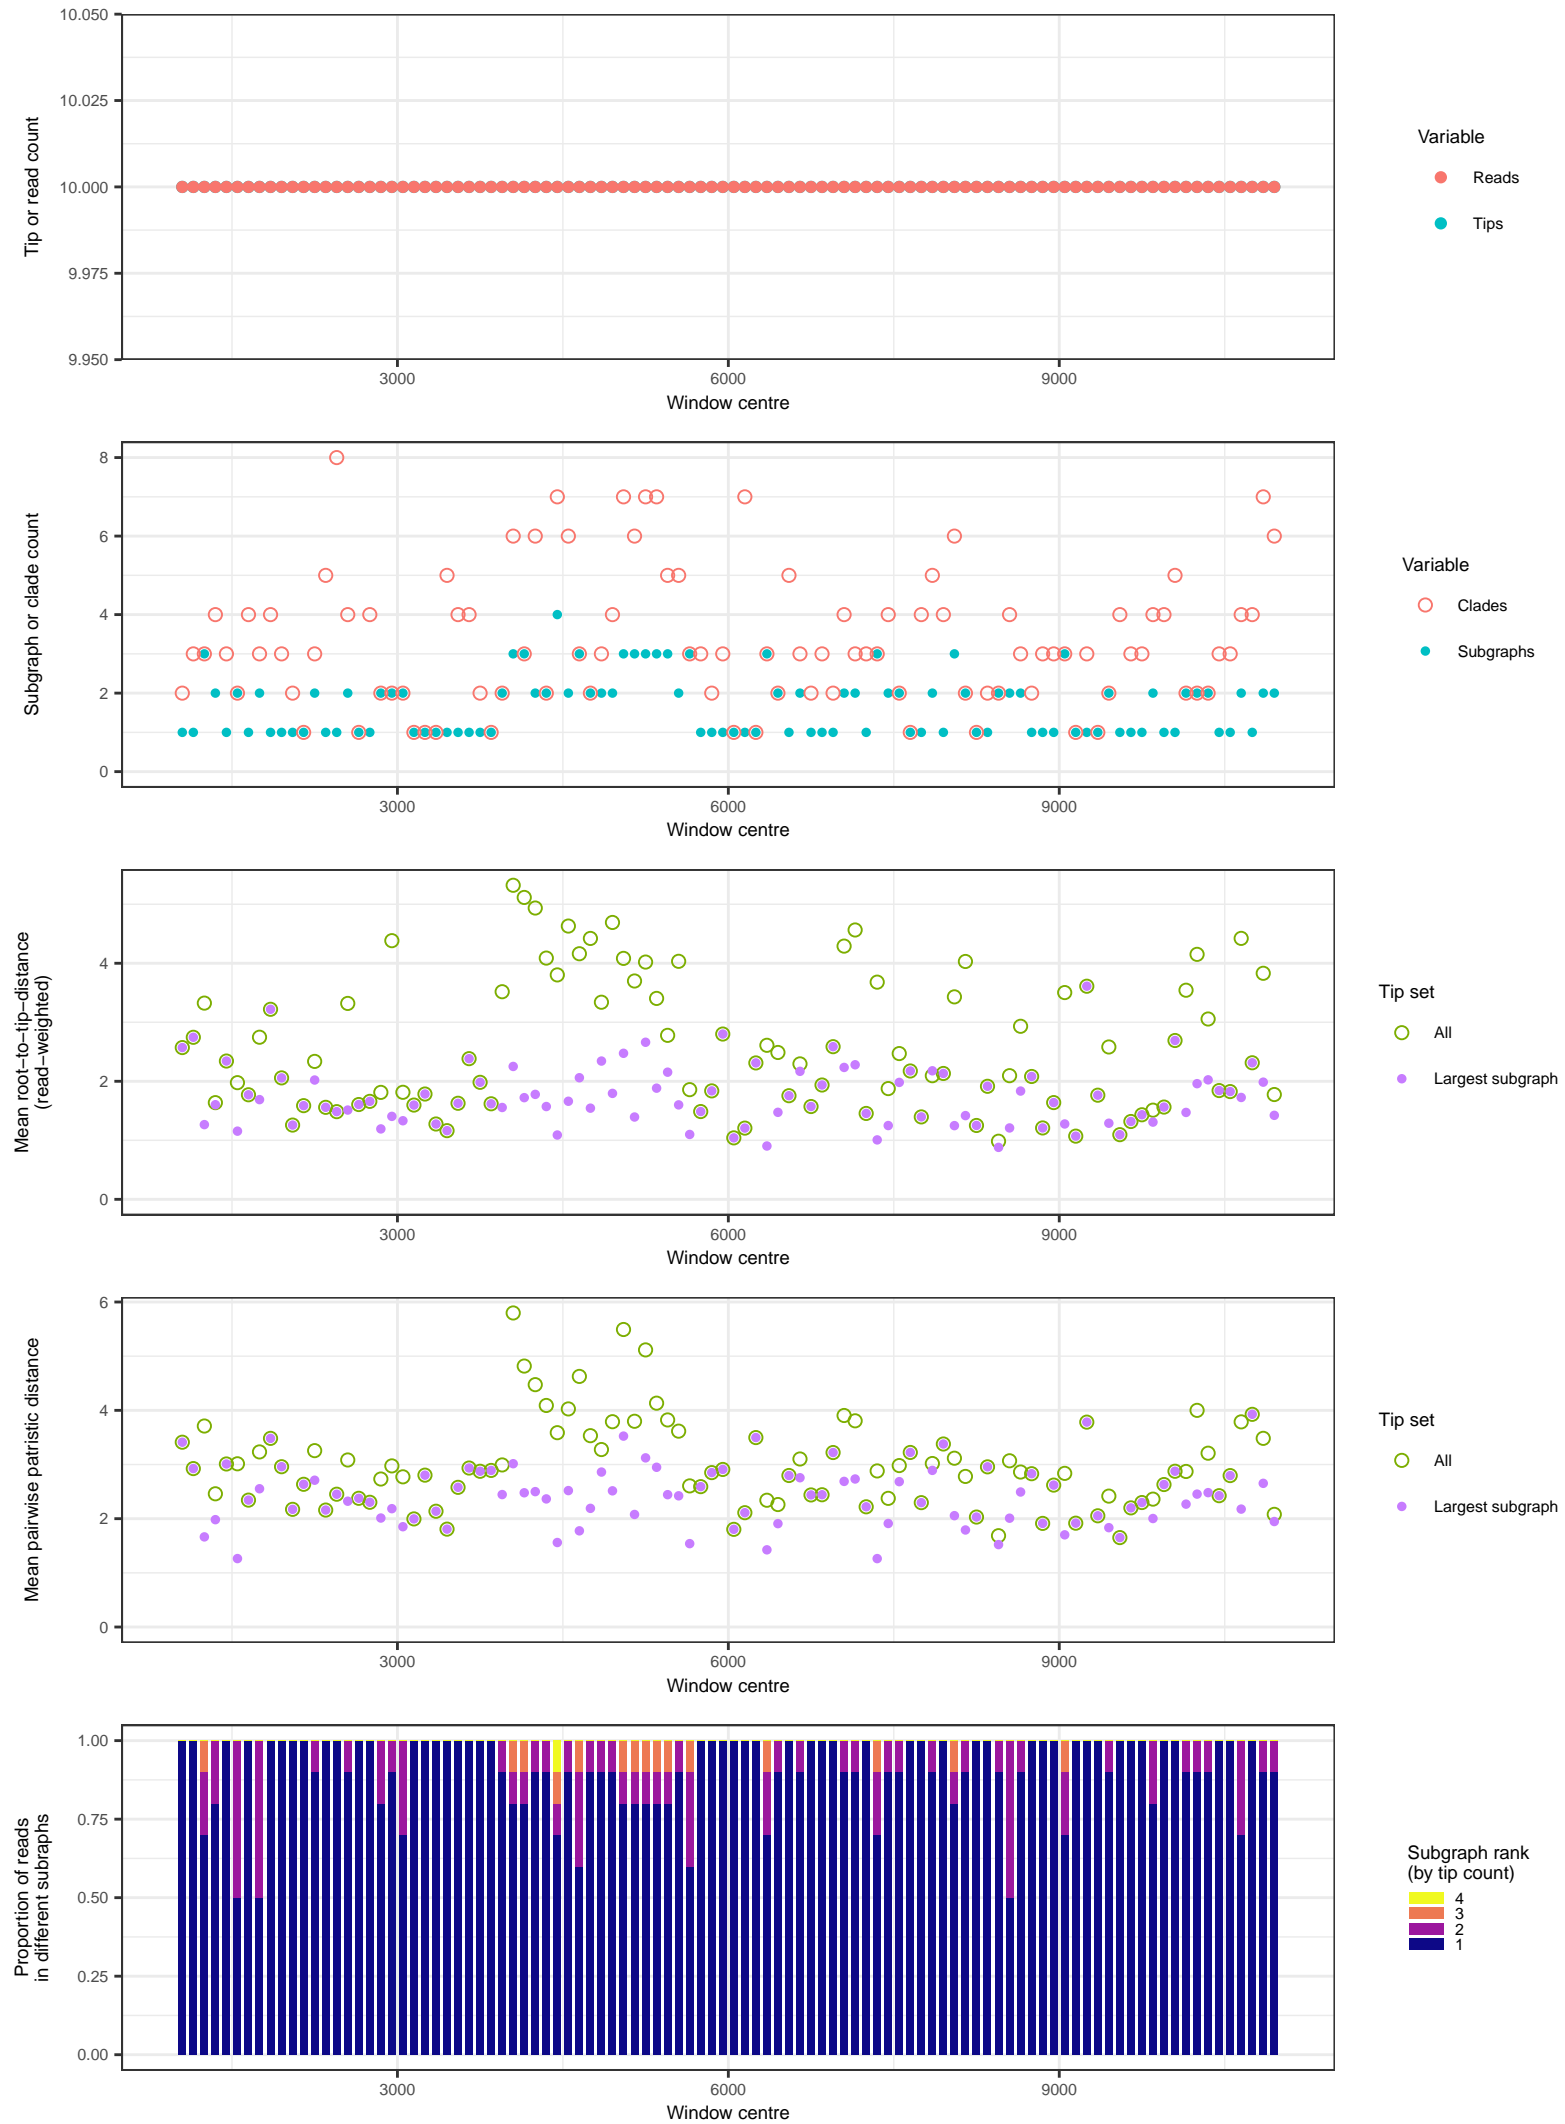 10.050
10.025
10.000
9.975
9.950
Tip or read count
3000 6000 9000
Window centre
Variable
Reads
Tips
8
6
4
2
0
Subgraph or clade count
3000 6000 9000
Window centre
Variable
Clades
Subgraphs
4
2
0
Mean root−to−tip−distance
(read−weighted)
3000 6000 9000
Window centre
Tip set
All
Largest subgraph
6
4
2
0
Mean pairwise patristic distance
3000 6000 9000
Window centre
Tip set
All
Largest subgraph
1.00
0.75
0.50
0.25
0.00
Proportion of reads
in different subraphs
3000 6000 9000
Window centre
Subgraph rank
(by tip count)
4
3
2
1